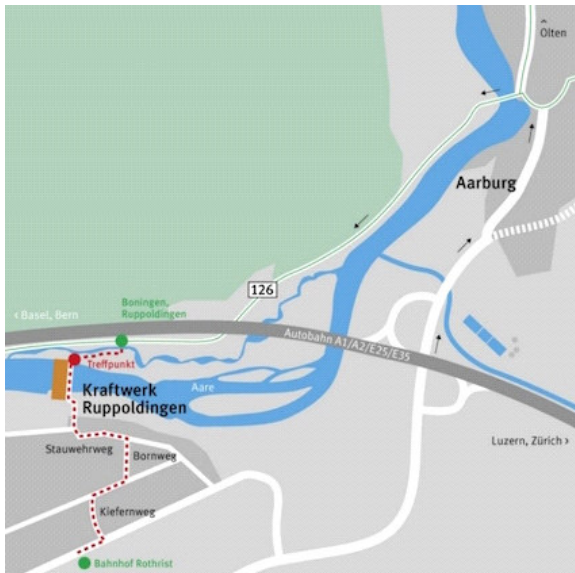 ^ Olten
Aarburg
126
Boningen,
Ruppoldingen
‹ Basel, Bern
Autobahn A1/A2/E25/E35
Treffpunkt
Kraftwerk
Ruppoldingen
Aare
Luzern, Zürich ›
Stauwehrweg
Bornweg
Kiefernweg
Bahnhof Rothrist